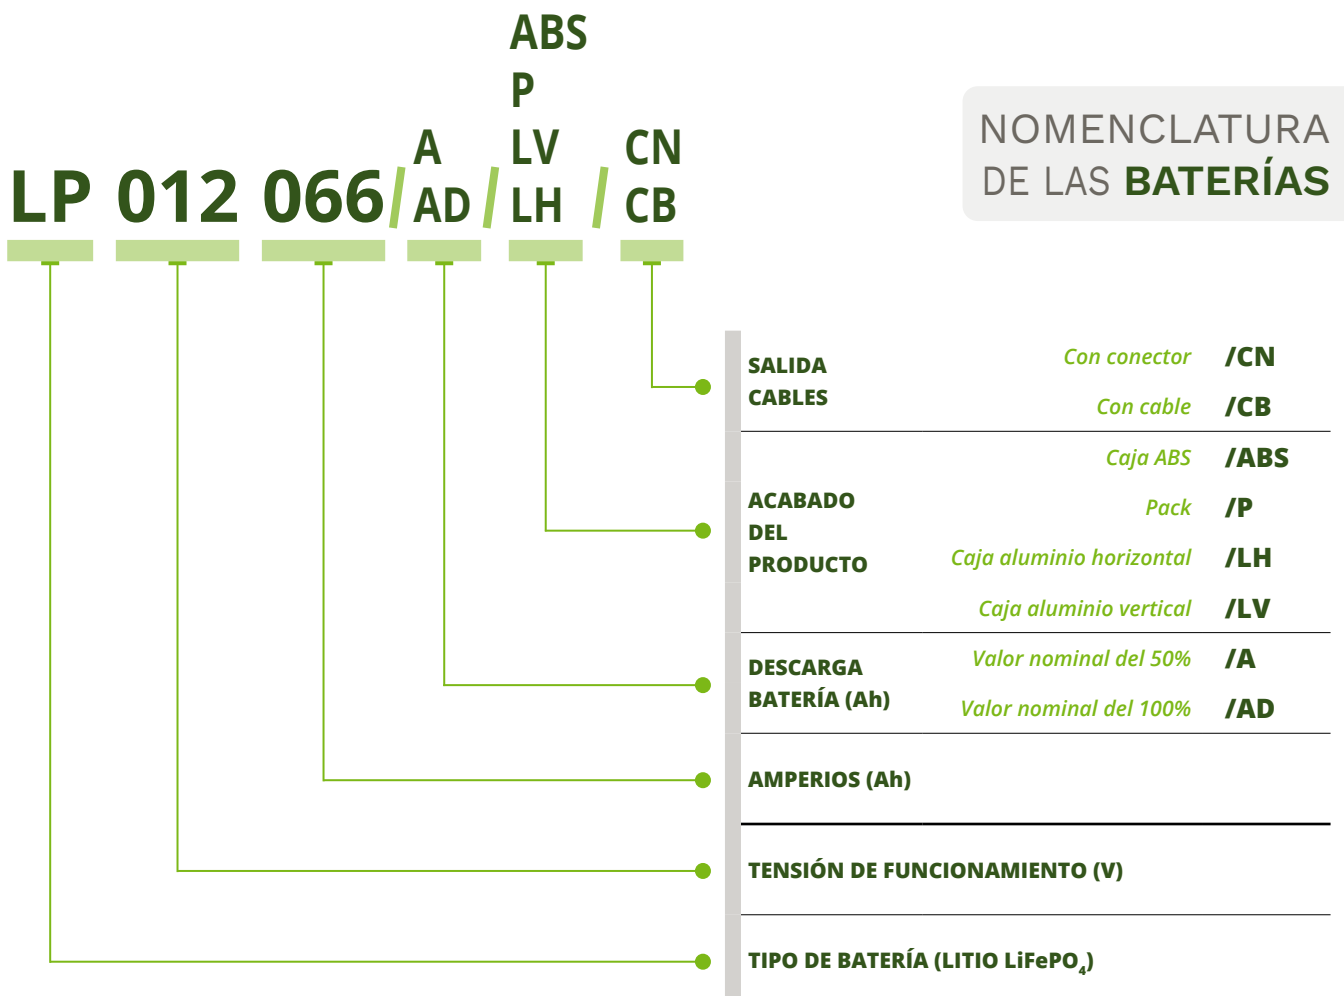 ABS
P
LV
LH
A
AD
CN
CB
LP 012 066 / / /
NOMENCLATURA
DE LAS BATERÍAS
SALIDA
CABLES
Con conector /CN
Con cable /CB
ACABADO
DEL
PRODUCTO
Caja ABS /ABS
Pack /P
Caja aluminio horizontal /LH
Caja aluminio vertical /LV
DESCARGA
BATERÍA (Ah)
Valor nominal del 50% /A
Valor nominal del 100% /AD
AMPERIOS (Ah)
TENSIÓN DE FUNCIONAMIENTO (V)
TIPO DE BATERÍA (LITIO LiFePO₄)